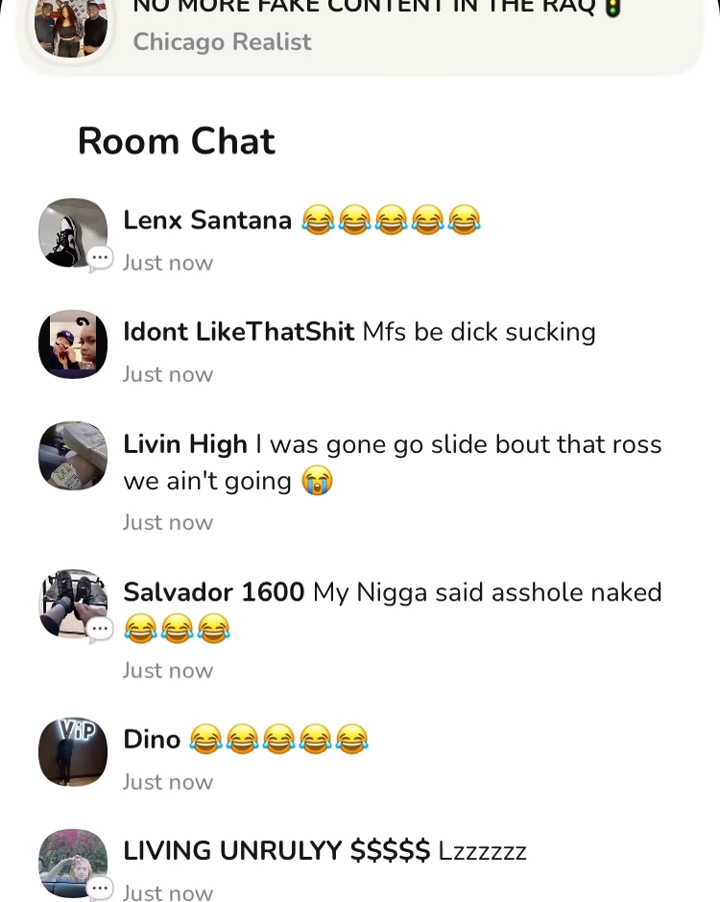 NO MORE FAKE CONTENT IN THE RAQ🚦
Chicago Realist
Room Chat
Lenx Santana 😂😂😂😂😂
Just now
Idont LikeThatShit Mfs be dick sucking
Just now
Livin High I was gone go slide bout that ross
we ain't going 😭
Just now
Salvador 1600 My Nigga said asshole naked
😂😂😂
Just now
ViP
Dino 😂😂😂😂😂
Just now
LIVING UNRULYY $$$$$ Lzzzzzz
Just now